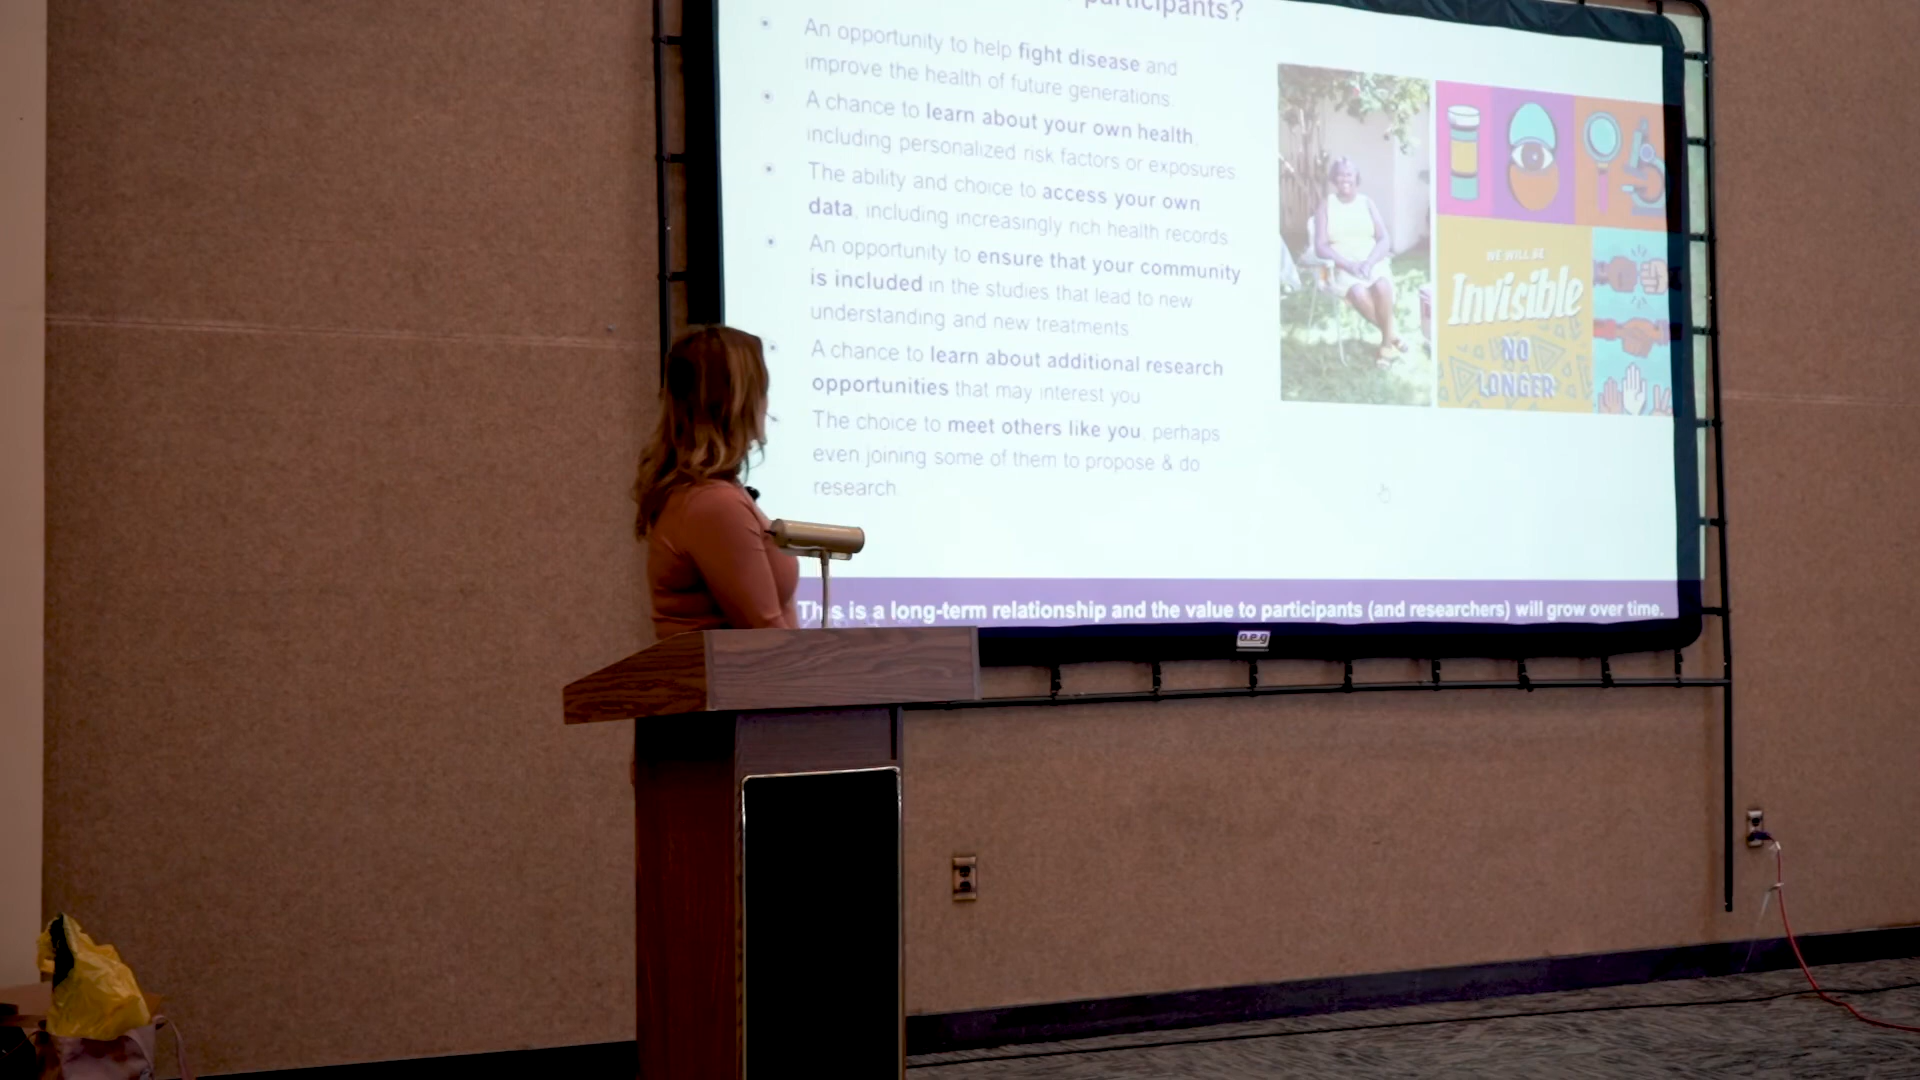 participants?
An opportunity to help fight disease and
improve the health of future generations.
A chance to learn about your own health,
including personalized risk factors or exposures.
The ability and choice to access your own
data, including increasingly rich health records.
An opportunity to ensure that your community
is included in the studies that lead to new
understanding and new treatments.
A chance to learn about additional research
opportunities that may interest you
The choice to meet others like you, perhaps
even joining some of them to propose & do
research
WE WILL BE
Invisible
NO
LONGER
This is a long-term relationship and the value to participants (and researchers) will grow over time.